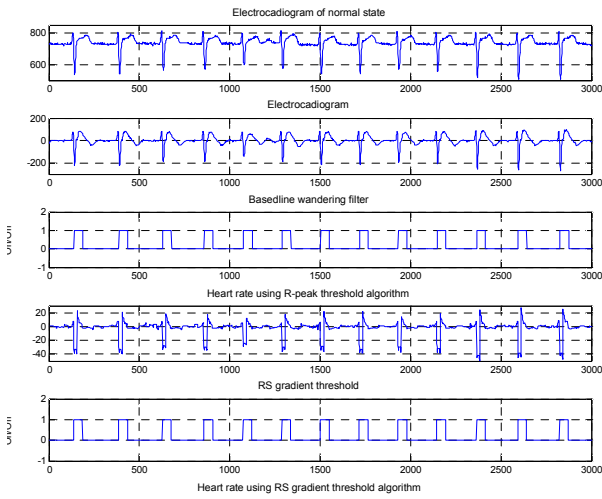 Electrocadiogram of normal state
800
600
0 500 1000 1500 2000 2500 3000
Electrocadiogram
200
0
-200
0 500 1000 1500 2000 2500 3000
Basedline wandering filter
2
1
0
-1
0 500 1000 1500 2000 2500 3000
Heart rate using R-peak threshold algorithm
20
0
-20
-40
0 500 1000 1500 2000 2500 3000
RS gradient threshold
2
1
0
-1
0 500 1000 1500 2000 2500 3000
Heart rate using RS gradient threshold algorithm